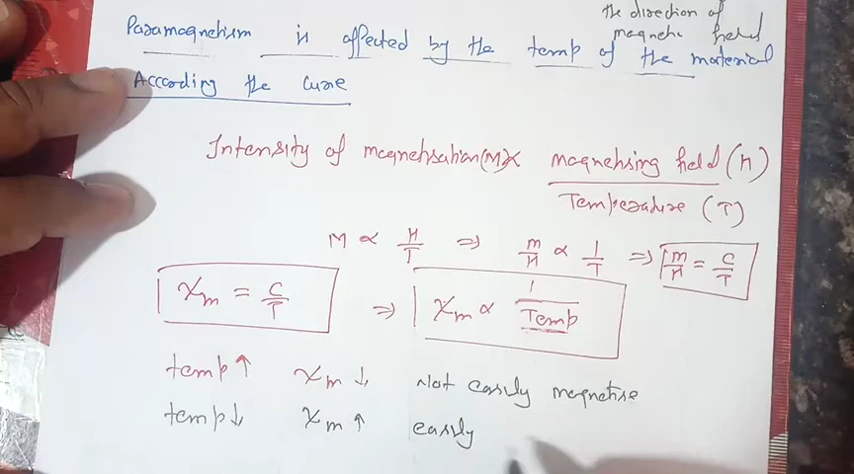 the direction of
magnetic field
Paramagnetism is affected by the temp of the material
Accoding the Curie
Intensity of magnetisation(M) ∝ magnetising field (H)
Temperature (T)
M ∝ H/T ⇒ m/H ∝ 1/T ⇒ m/H = C/T
χm = C/T ⇒ χm ∝ 1/Temp
temp↑ χm ↓ Not easily magnetise
temp↓ χm ↑ easily